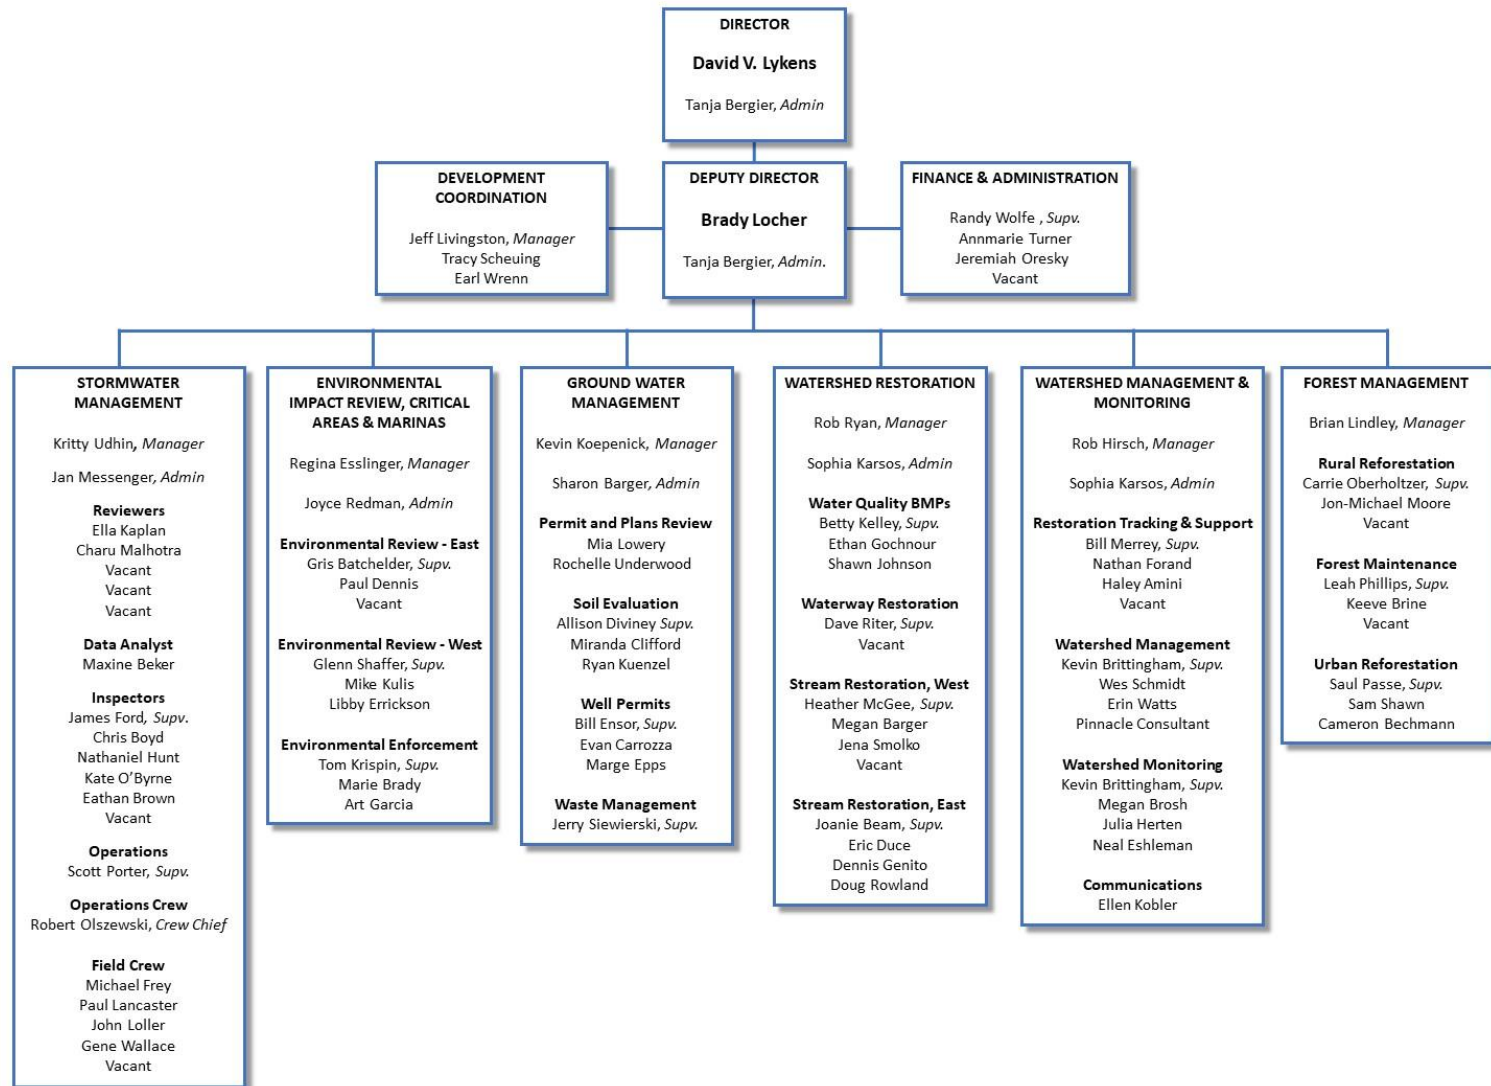 DIRECTOR
David V. Lykens
Tanja Bergier, Admin
DEVELOPMENT
COORDINATION
Jeff Livingston, Manager
Tracy Scheuing
Earl Wrenn
DEPUTY DIRECTOR
Brady Locher
Tanja Bergier, Admin.
FINANCE & ADMINISTRATION
Randy Wolfe , Supv.
Annmarie Turner
Jeremiah Oresky
Vacant
STORMWATER
MANAGEMENT
Kritty Udhin, Manager
Jan Messenger, Admin
Reviewers
Ella Kaplan
Charu Malhotra
Vacant
Vacant
Vacant
Data Analyst
Maxine Beker
Inspectors
James Ford, Supv.
Chris Boyd
Nathaniel Hunt
Kate O'Byrne
Eathan Brown
Vacant
Operations
Scott Porter, Supv.
Operations Crew
Robert Olszewski, Crew Chief
Field Crew
Michael Frey
Paul Lancaster
John Loller
Gene Wallace
Vacant
ENVIRONMENTAL
IMPACT REVIEW, CRITICAL
AREAS & MARINAS
Regina Esslinger, Manager
Joyce Redman, Admin
Environmental Review - East
Gris Batchelder, Supv.
Paul Dennis
Vacant
Environmental Review - West
Glenn Shaffer, Supv.
Mike Kulis
Libby Errickson
Environmental Enforcement
Tom Krispin, Supv.
Marie Brady
Art Garcia
GROUND WATER
MANAGEMENT
Kevin Koepenick, Manager
Sharon Barger, Admin
Permit and Plans Review
Mia Lowery
Rochelle Underwood
Soil Evaluation
Allison Diviney Supv.
Miranda Clifford
Ryan Kuenzel
Well Permits
Bill Ensor, Supv.
Evan Carrozza
Marge Epps
Waste Management
Jerry Siewierski, Supv.
WATERSHED RESTORATION
Rob Ryan, Manager
Sophia Karsos, Admin
Water Quality BMPs
Betty Kelley, Supv.
Ethan Gochnour
Shawn Johnson
Waterway Restoration
Dave Riter, Supv.
Vacant
Stream Restoration, West
Heather McGee, Supv.
Megan Barger
Jena Smolko
Vacant
Stream Restoration, East
Joanie Beam, Supv.
Eric Duce
Dennis Genito
Doug Rowland
WATERSHED MANAGEMENT &
MONITORING
Rob Hirsch, Manager
Sophia Karsos, Admin
Restoration Tracking & Support
Bill Merrey, Supv.
Nathan Forand
Haley Amini
Vacant
Watershed Management
Kevin Brittingham, Supv.
Wes Schmidt
Erin Watts
Pinnacle Consultant
Watershed Monitoring
Kevin Brittingham, Supv.
Megan Brosh
Julia Herten
Neal Eshleman
Communications
Ellen Kobler
FOREST MANAGEMENT
Brian Lindley, Manager
Rural Reforestation
Carrie Oberholtzer, Supv.
Jon-Michael Moore
Vacant
Forest Maintenance
Leah Phillips, Supv.
Keeve Brine
Vacant
Urban Reforestation
Saul Passe, Supv.
Sam Shawn
Cameron Bechmann